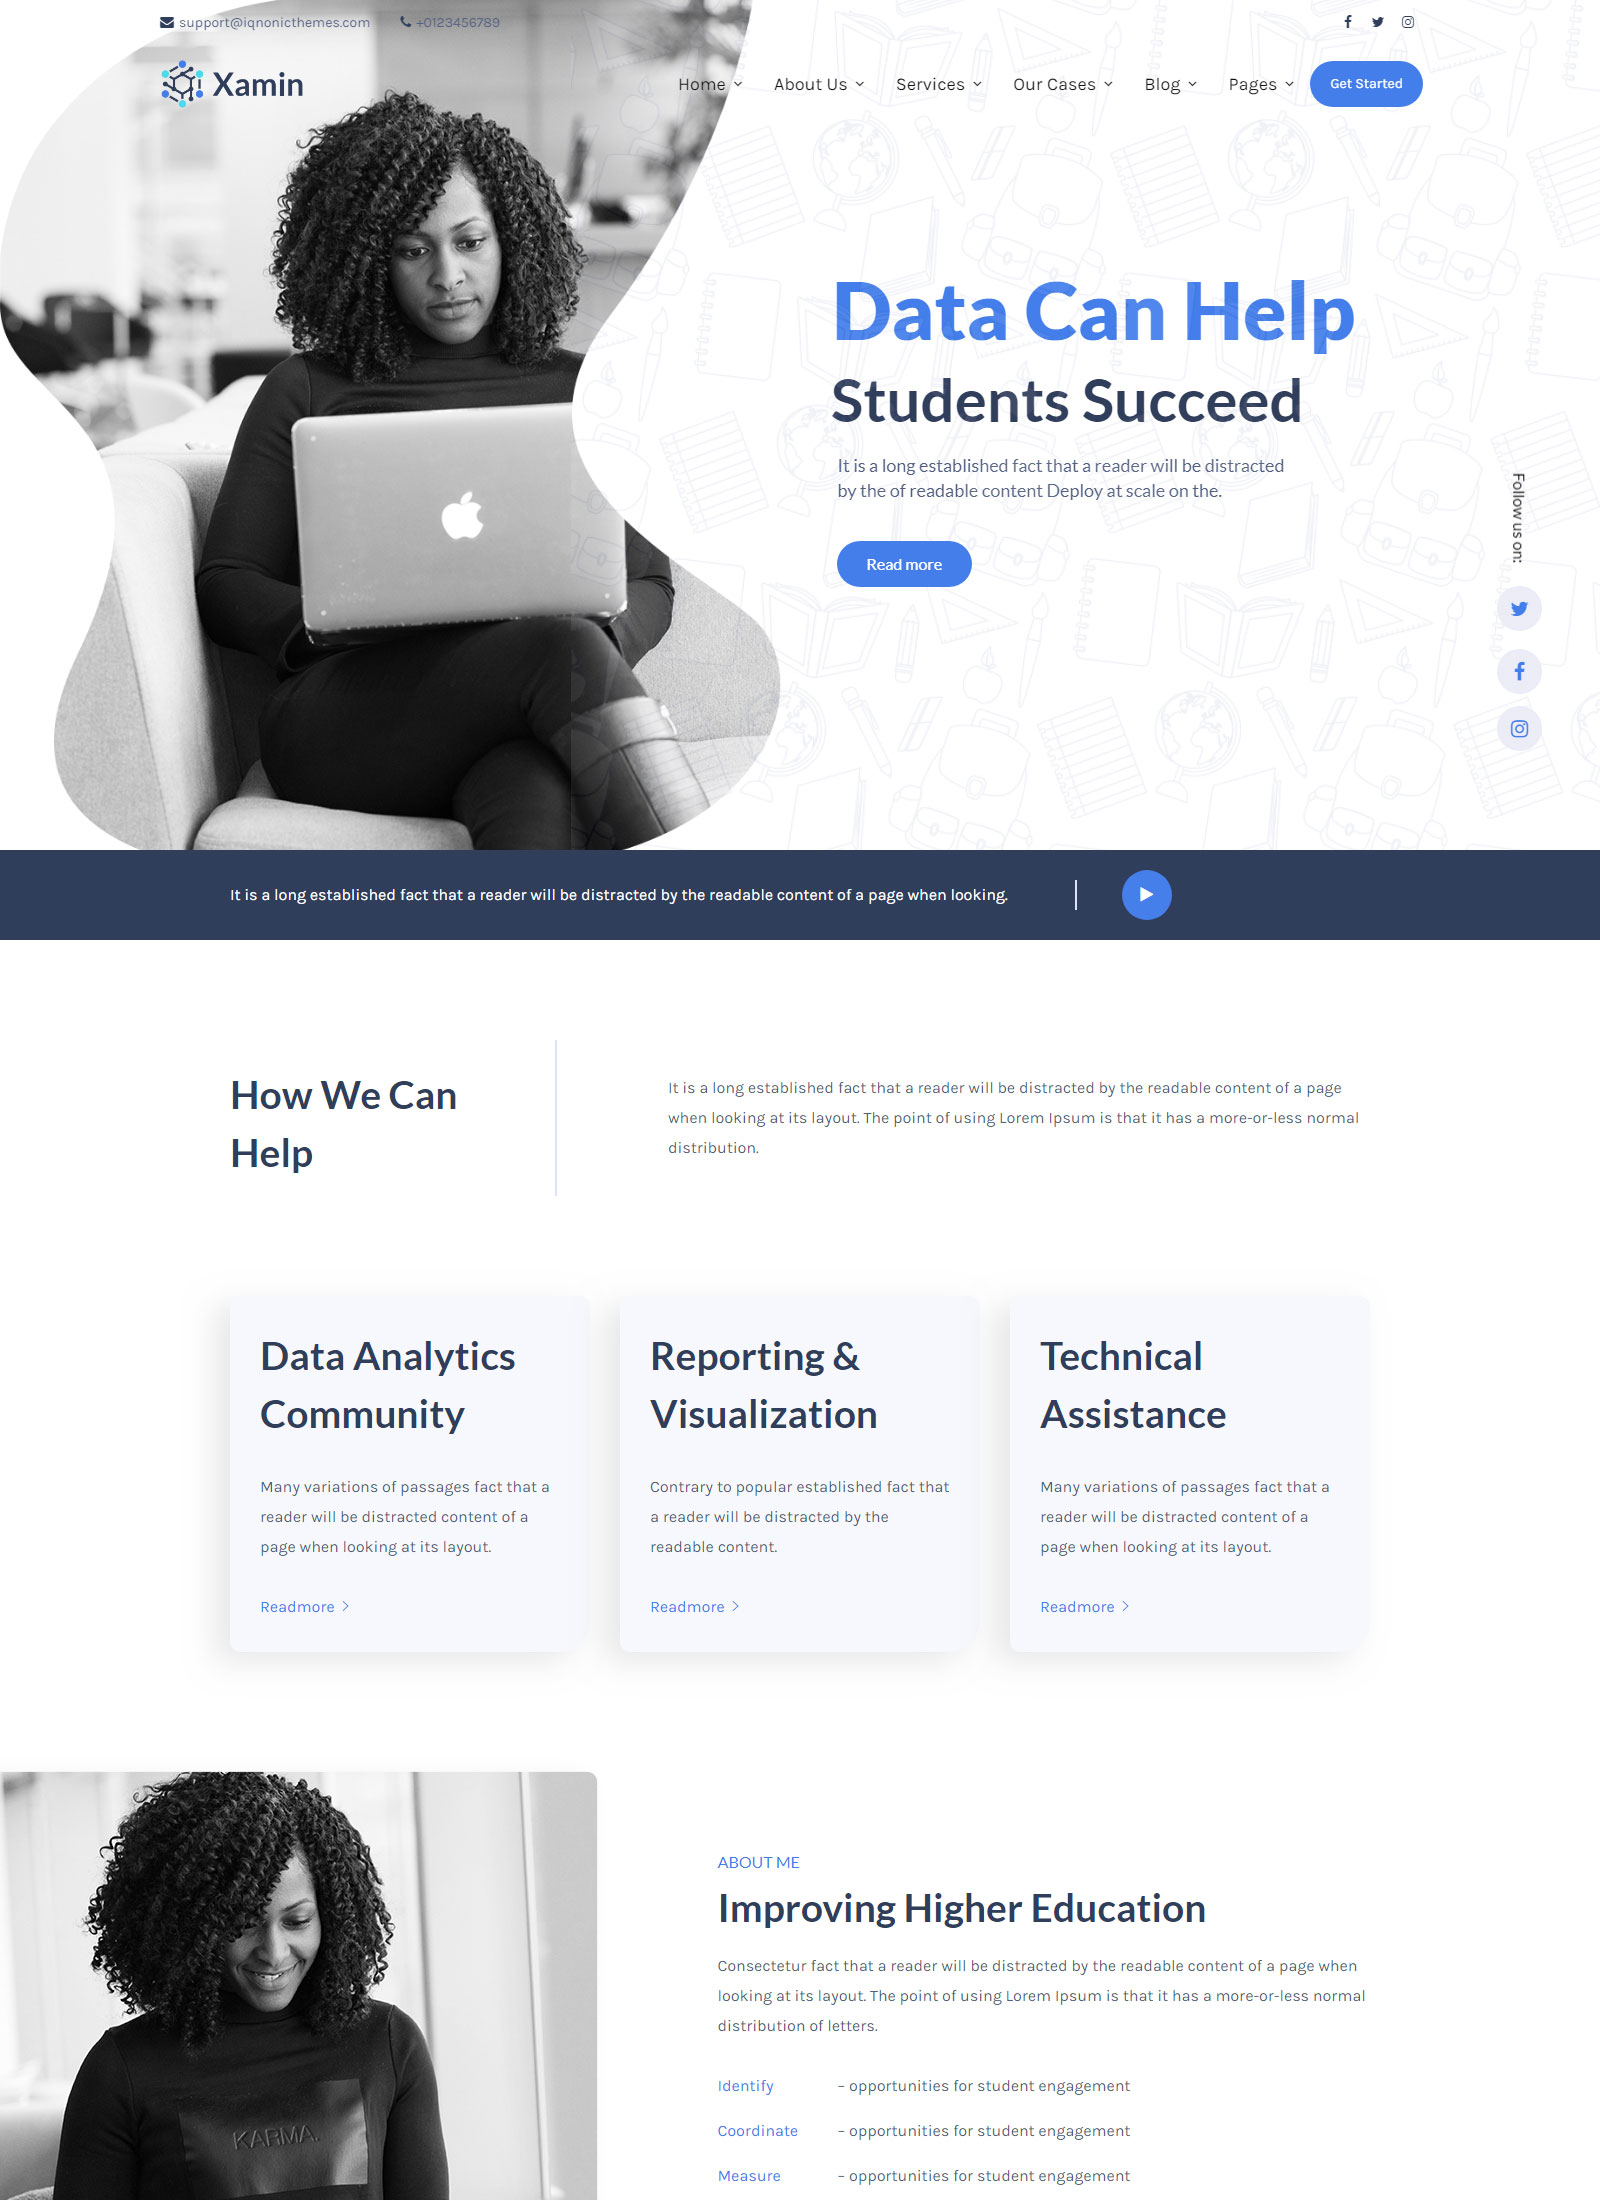 support@iqnonicthemes.com +0123456789
Xamin
Home About Us Services Our Cases Blog Pages Get Started
Data Can Help
Students Succeed
It is a long established fact that a reader will be distracted
by the of readable content Deploy at scale on the.
Read more
Follow us on:
It is a long established fact that a reader will be distracted by the readable content of a page when looking.
How We Can
Help
It is a long established fact that a reader will be distracted by the readable content of a page
when looking at its layout. The point of using Lorem Ipsum is that it has a more-or-less normal
distribution.
Data Analytics
Community
Many variations of passages fact that a
reader will be distracted content of a
page when looking at its layout.
Readmore
Reporting &
Visualization
Contrary to popular established fact that
a reader will be distracted by the
readable content.
Readmore
Technical
Assistance
Many variations of passages fact that a
reader will be distracted content of a
page when looking at its layout.
Readmore
ABOUT ME
Improving Higher Education
Consectetur fact that a reader will be distracted by the readable content of a page when
looking at its layout. The point of using Lorem Ipsum is that it has a more-or-less normal
distribution of letters.
Identify – opportunities for student engagement
Coordinate – opportunities for student engagement
Measure – opportunities for student engagement
KARMA.